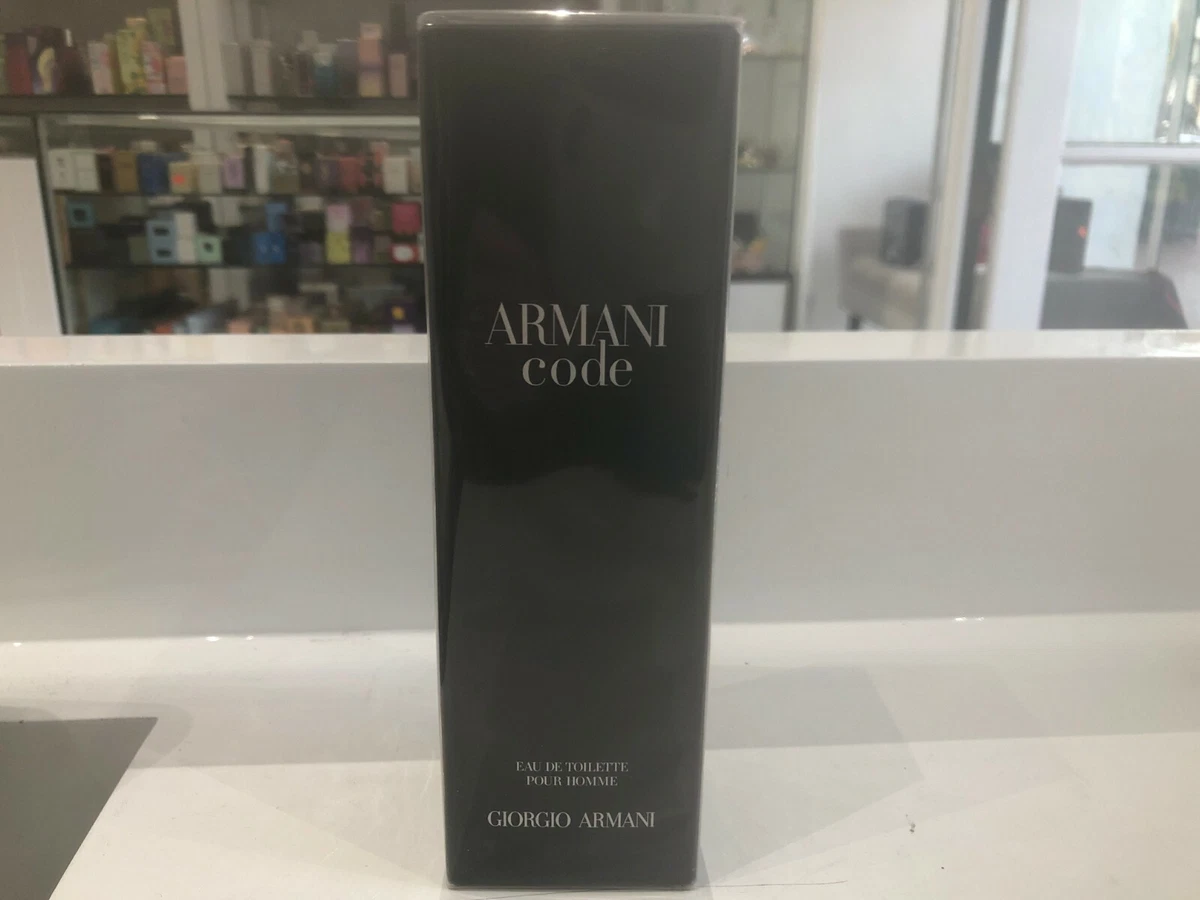 ARMANI
code
EAU DE TOILETTE
POUR HOMME
GIORGIO ARMANI